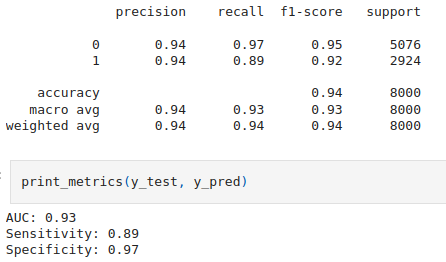 precision recall f1-score support
0 0.94 0.97 0.95 5076
1 0.94 0.89 0.92 2924
accuracy 0.94 8000
macro avg 0.94 0.93 0.93 8000
weighted avg 0.94 0.94 0.94 8000
print_metrics(y_test, y_pred)
AUC: 0.93
Sensitivity: 0.89
Specificity: 0.97